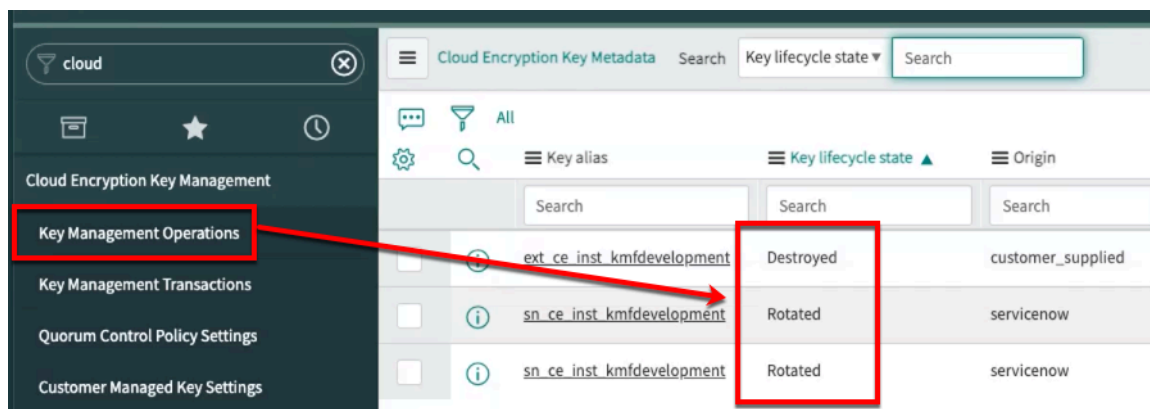 cloud
Cloud Encryption Key Management
Key Management Operations
Key Management Transactions
Quorum Control Policy Settings
Customer Managed Key Settings
Cloud Encryption Key Metadata Search Key lifecycle state Search
All
Key alias Key lifecycle state Origin
Search Search Search
ext_ce_inst_kmfdevelopment Destroyed customer_supplied
sn_ce_inst_kmfdevelopment Rotated servicenow
sn_ce_inst_kmfdevelopment Rotated servicenow